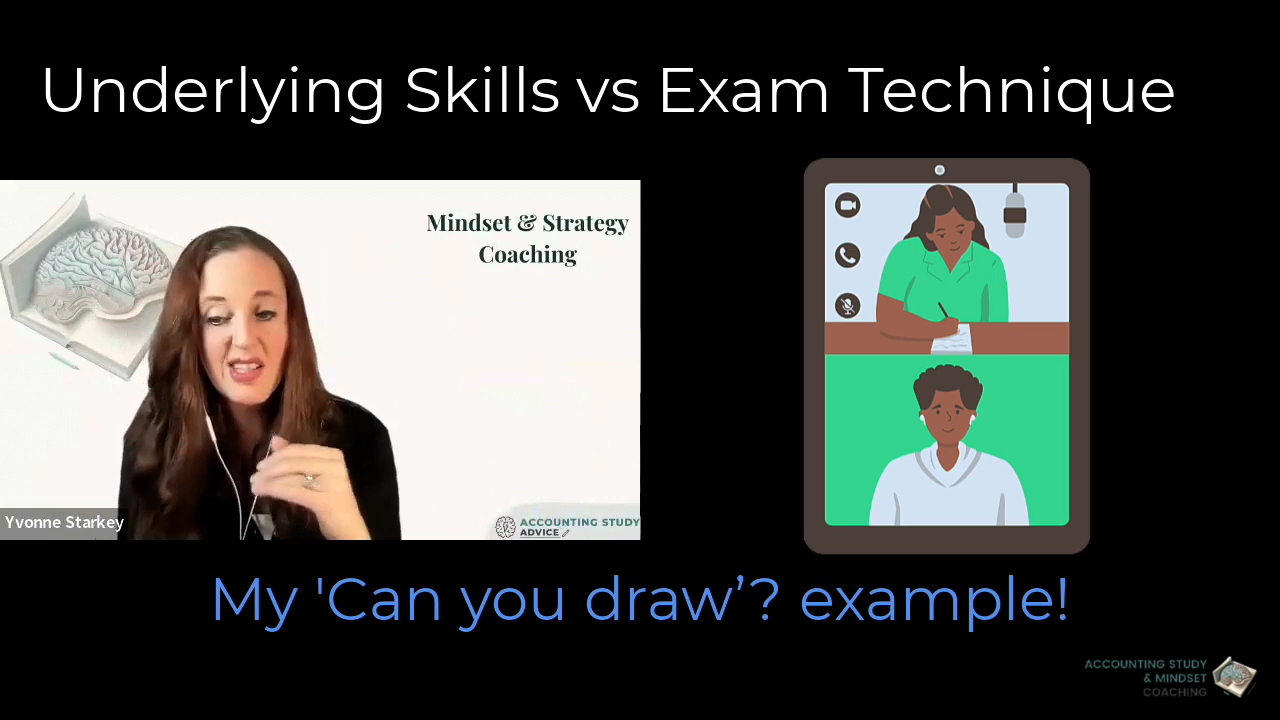 Underlying Skills vs Exam Technique
Mindset & Strategy
Coaching
Yvonne Starkey
ACCOUNTING STUDY
ADVICE
My 'Can you draw’? example!
ACCOUNTING STUDY
& MINDSET
COACHING